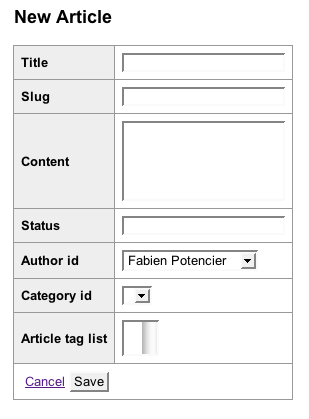 New Article
Title
Slug
Content
Status
Author id
Fabien Potencier
Category id
Article tag list
Cancel Save